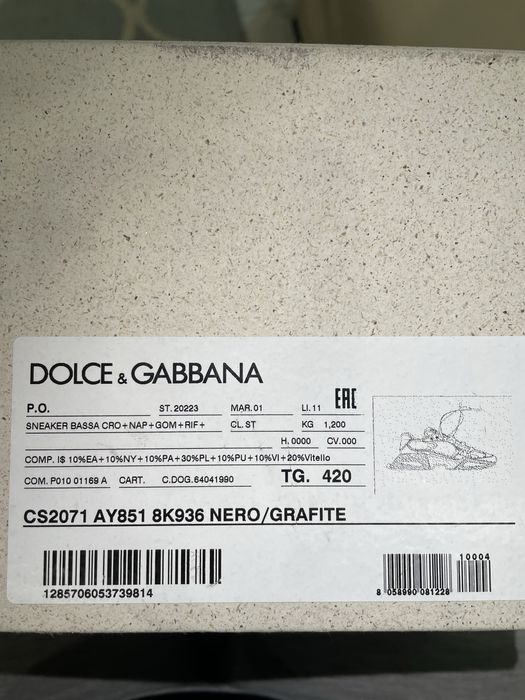 DOLCE & GABBANA
P.O. ST. 20223 MAR. 01 LI. 11 EAC
SNEAKER BASSA CRO+NAP+GOM+RIF+ CL. ST KG 1,200
H. 0000 CV. 000
COMP. I$ 10%EA+10%NY+10%PA+30%PL+10%PU+10%VI+20%Vitello
COM. P010 01169 A CART. C.DOG. 64041990 TG. 420
CS2071 AY851 8K936 NERO/GRAFITE
10004
1285706053739814
8 058990 081228